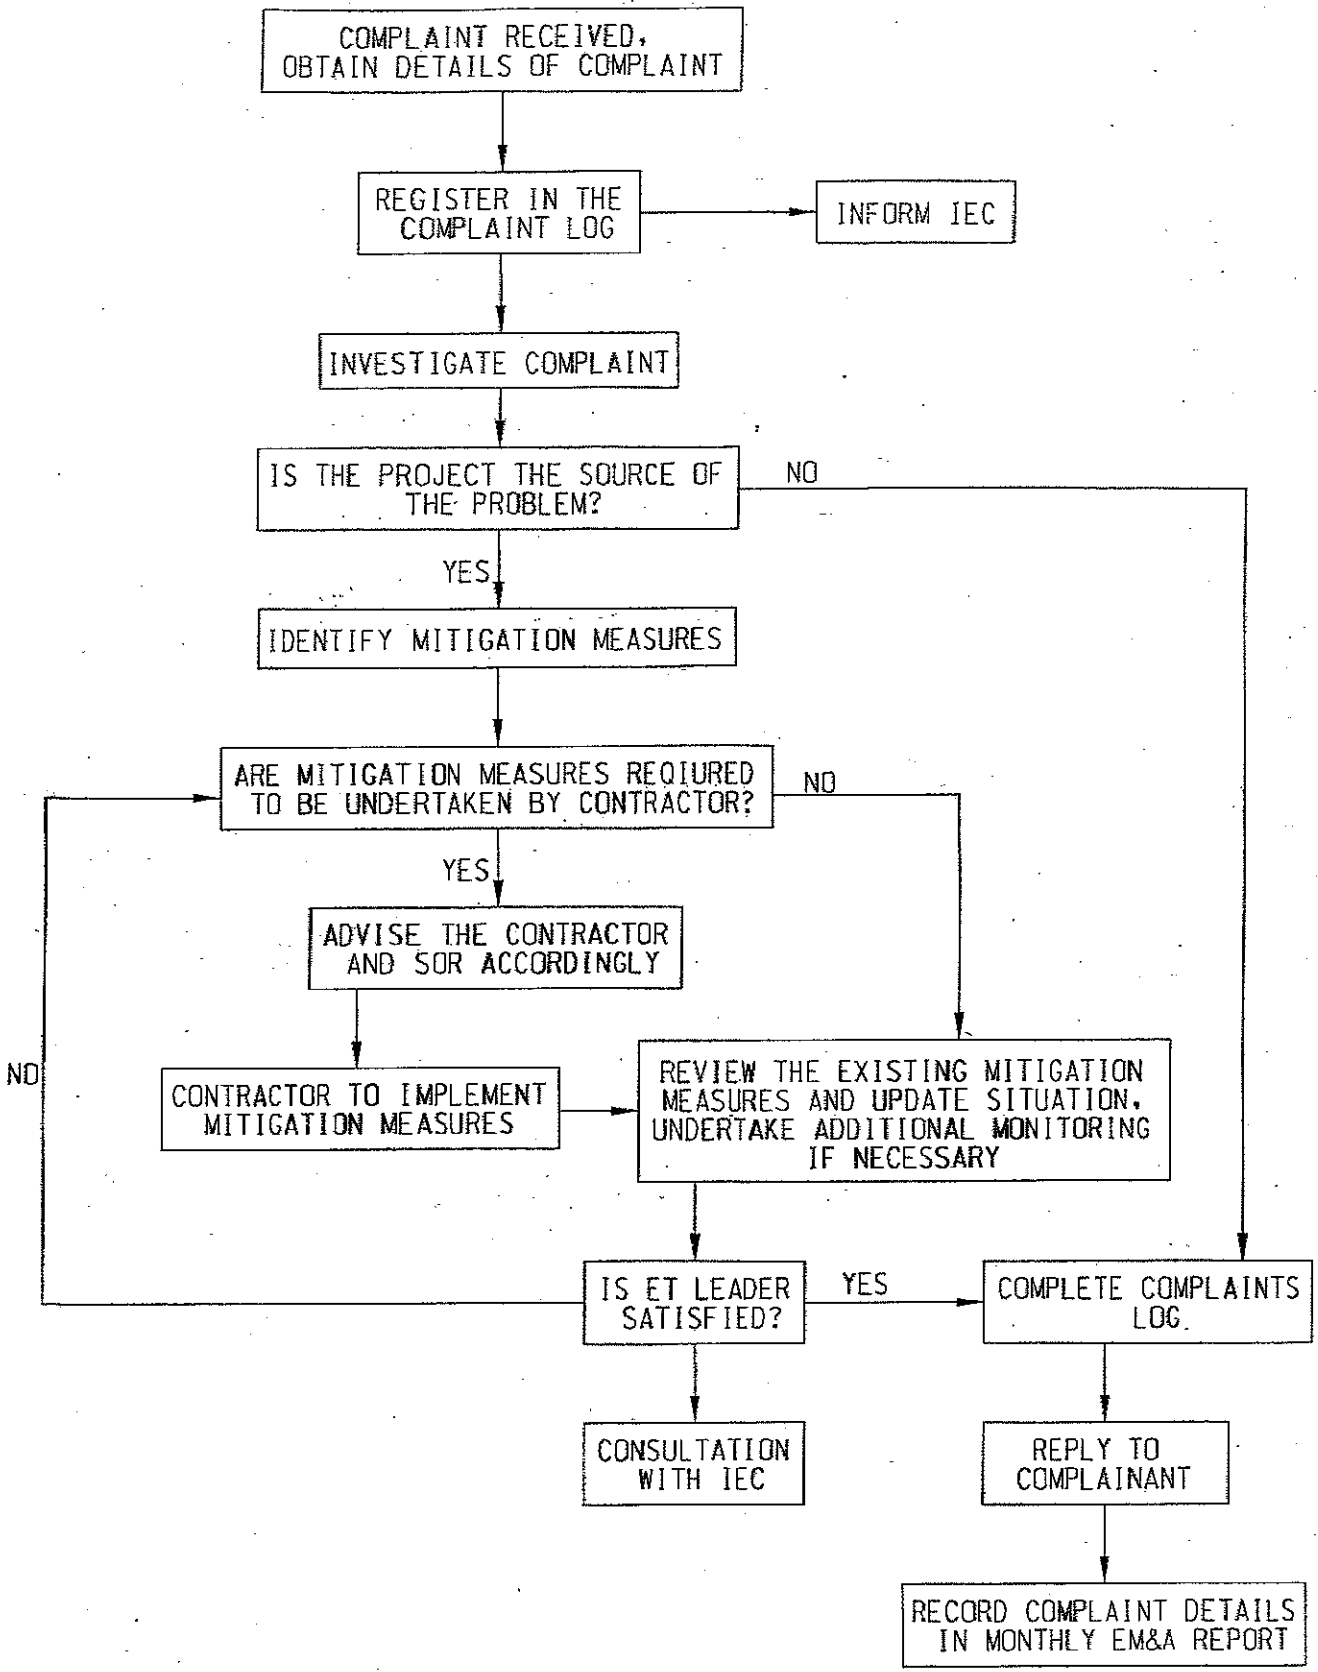 COMPLAINT RECEIVED,
OBTAIN DETAILS OF COMPLAINT
REGISTER IN THE
COMPLAINT LOG
INFORM IEC
INVESTIGATE COMPLAINT
IS THE PROJECT THE SOURCE OF
THE PROBLEM?
NO
YES
IDENTIFY MITIGATION MEASURES
ARE MITIGATION MEASURES REQIURED
TO BE UNDERTAKEN BY CONTRACTOR?
NO
YES
ADVISE THE CONTRACTOR
AND SOR ACCORDINGLY
NO
CONTRACTOR TO IMPLEMENT
MITIGATION MEASURES
REVIEW THE EXISTING MITIGATION
MEASURES AND UPDATE SITUATION,
UNDERTAKE ADDITIONAL MONITORING
IF NECESSARY
IS ET LEADER
SATISFIED?
YES
COMPLETE COMPLAINTS
LOG.
CONSULTATION
WITH IEC
REPLY TO
COMPLAINANT
RECORD COMPLAINT DETAILS
IN MONTHLY EM&A REPORT